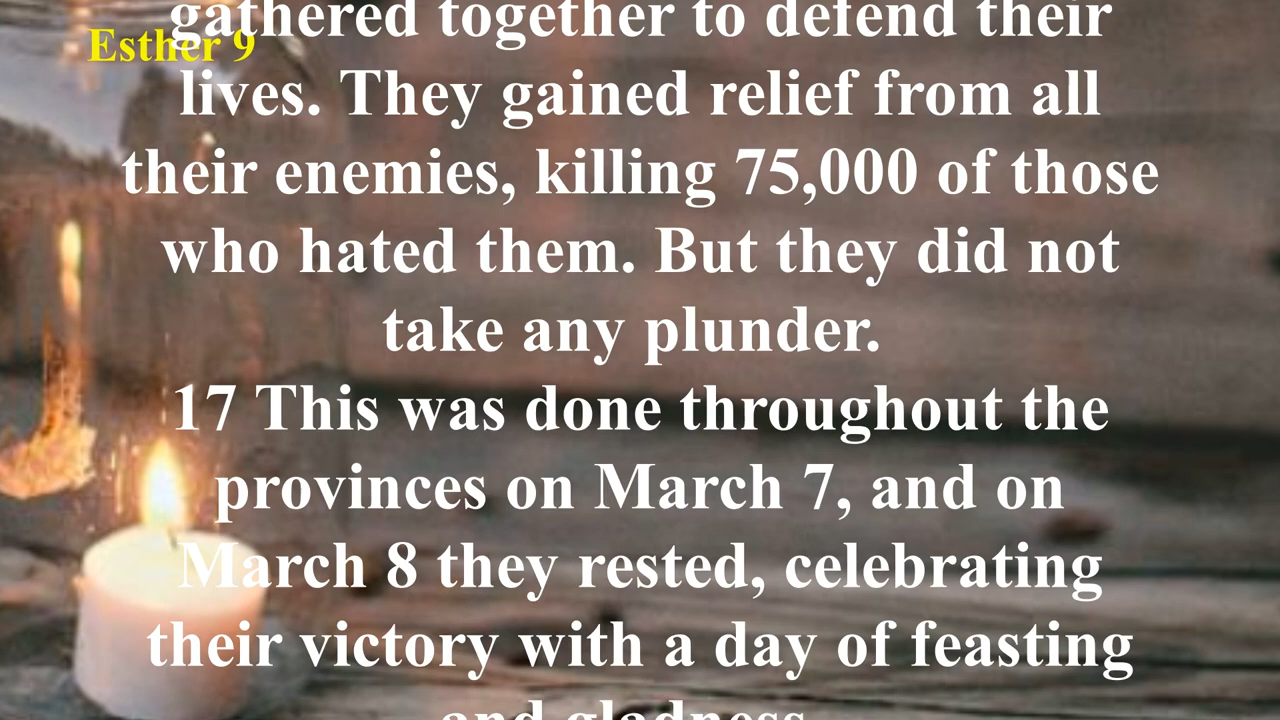 gathered together to defend their
Esther 9
lives. They gained relief from all
their enemies, killing 75,000 of those
who hated them. But they did not
take any plunder.
17 This was done throughout the
provinces on March 7, and on
March 8 they rested, celebrating
their victory with a day of feasting
and gladness.